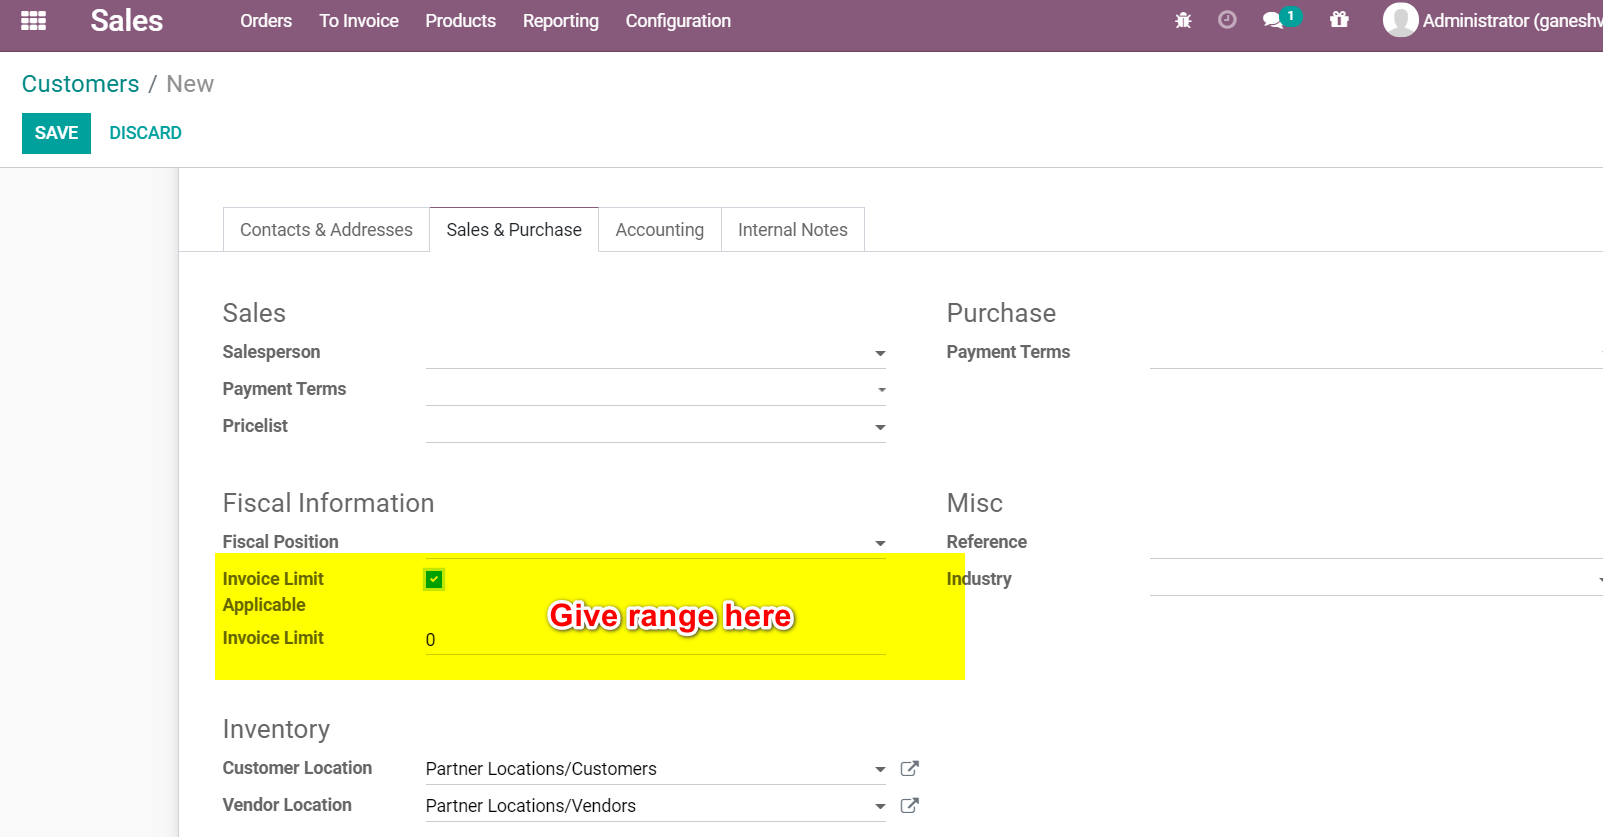 Sales
Orders To Invoice Products Reporting Configuration
1
Administrator (ganeshv
Customers / New
SAVE DISCARD
Contacts & Addresses Sales & Purchase Accounting Internal Notes
Sales
Salesperson
Payment Terms
Pricelist
Purchase
Payment Terms
Fiscal Information
Fiscal Position
Invoice Limit
Applicable
Invoice Limit 0
Give range here
Misc
Reference
Industry
Inventory
Customer Location Partner Locations/Customers
Vendor Location Partner Locations/Vendors